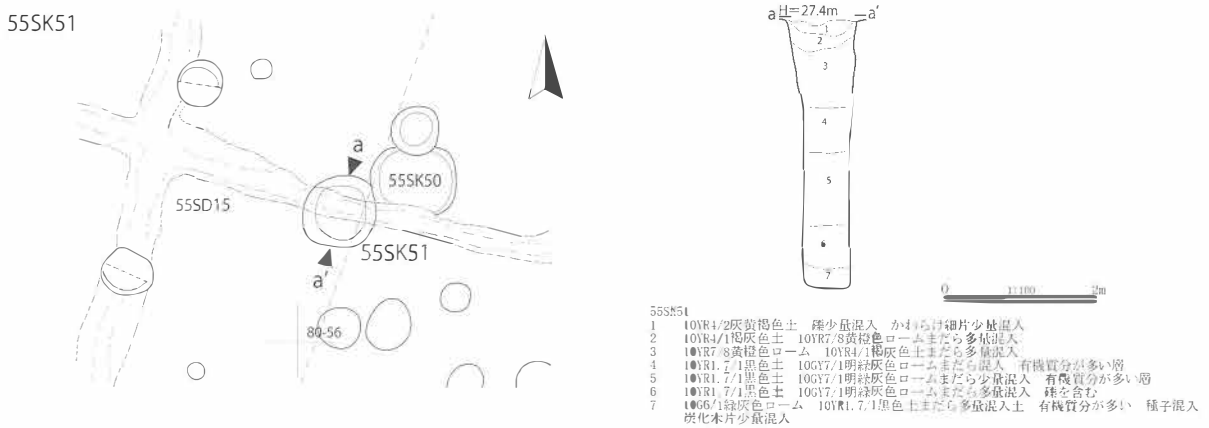 55SK51
a
55SK50
55SD15
55SK51
a'
80-56
a H=27.4m a'
1
2
3
4
5
6
7
0 1:100 2m
55SK51
1 10YR4/2灰黄褐色土 礫少量混入 かわらけ細片少量混入
2 10YR4/1褐灰色土 10YR7/8黄橙色ロームまだら多量混入
3 10YR7/8黄橙色ローム 10YR4/1褐灰色土まだら多量混入
4 10YR1.7/1黒色土 10GY7/1明緑灰色ロームまだら混入 有機質分が多い層
5 10YR1.7/1黒色土 10GY7/1明緑灰色ロームまだら少量混入 有機質分が多い層
6 10YR1.7/1黒色土 10GY7/1明緑灰色ロームまだら多量混入 礫を含む
7 10G6/1緑灰色ローム 10YR1.7/1黒色土まだら多量混入土 有機質分が多い 種子混入
炭化木片少量混入